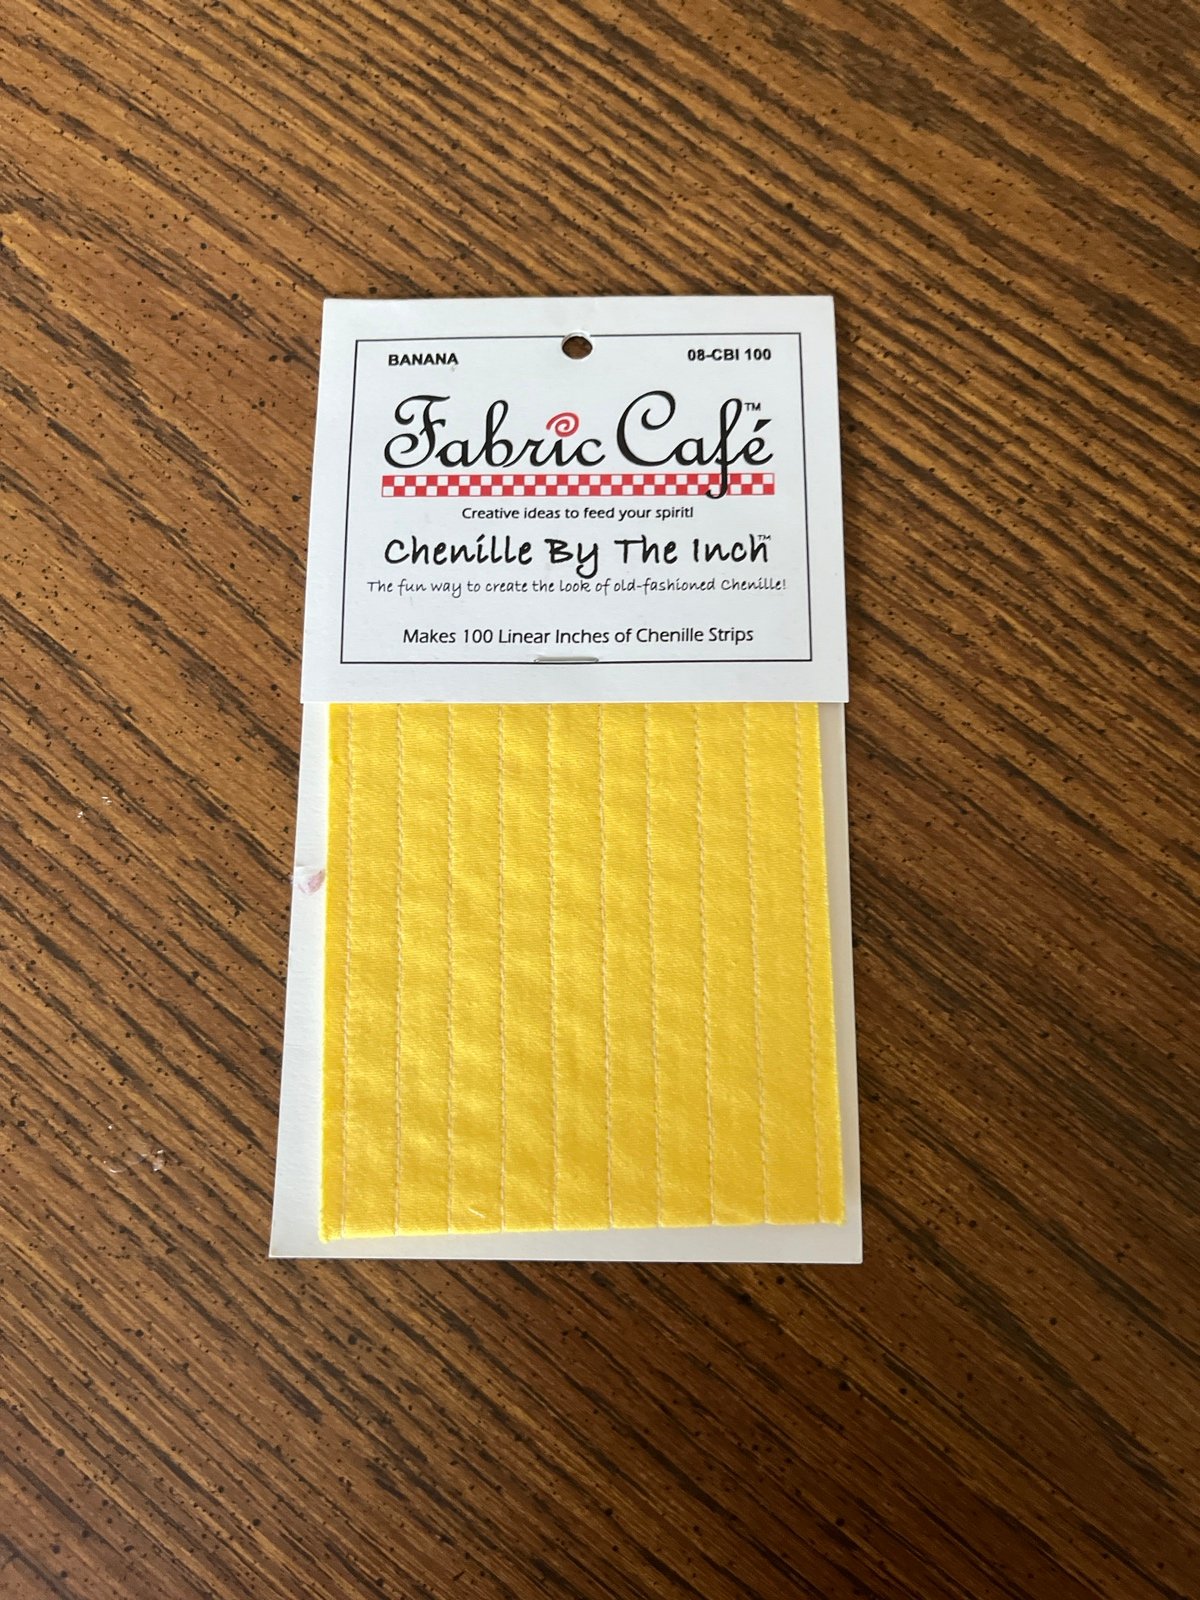 BANANA 08-CBI 100
Fabric Café™
Creative ideas to feed your spirit!
Chenille By The Inch™
The fun way to create the look of old-fashioned Chenille!
Makes 100 Linear Inches of Chenille Strips